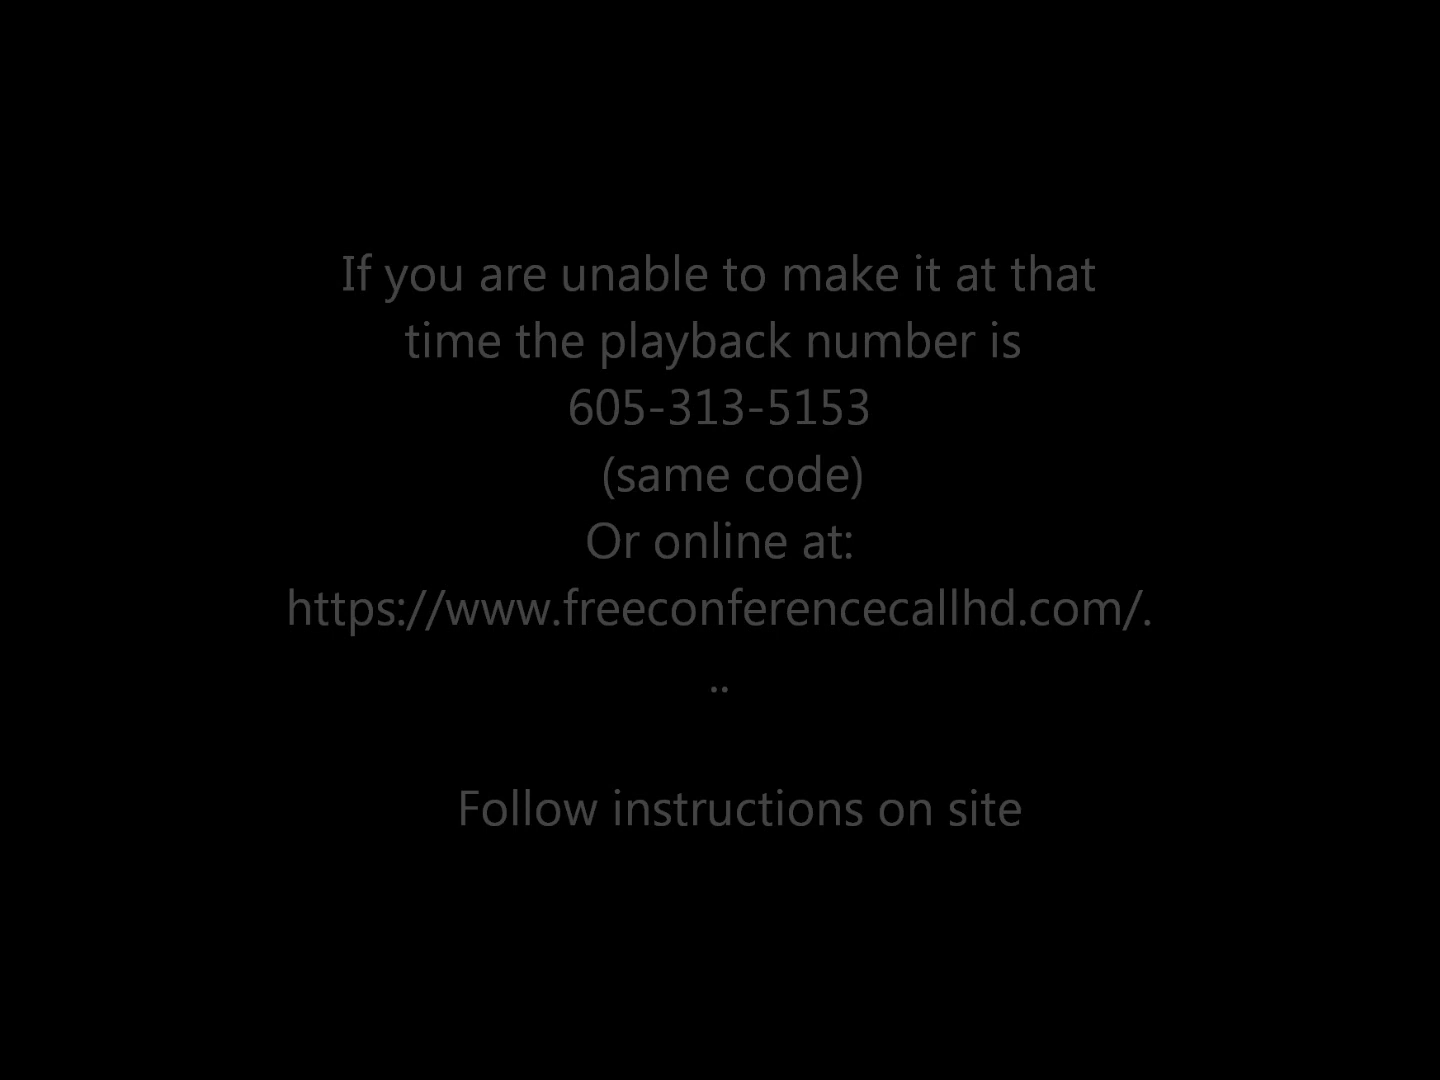 If you are unable to make it at that
time the playback number is
605-313-5153
(same code)
Or online at:
https://www.freeconferencecallhd.com/.
..
Follow instructions on site